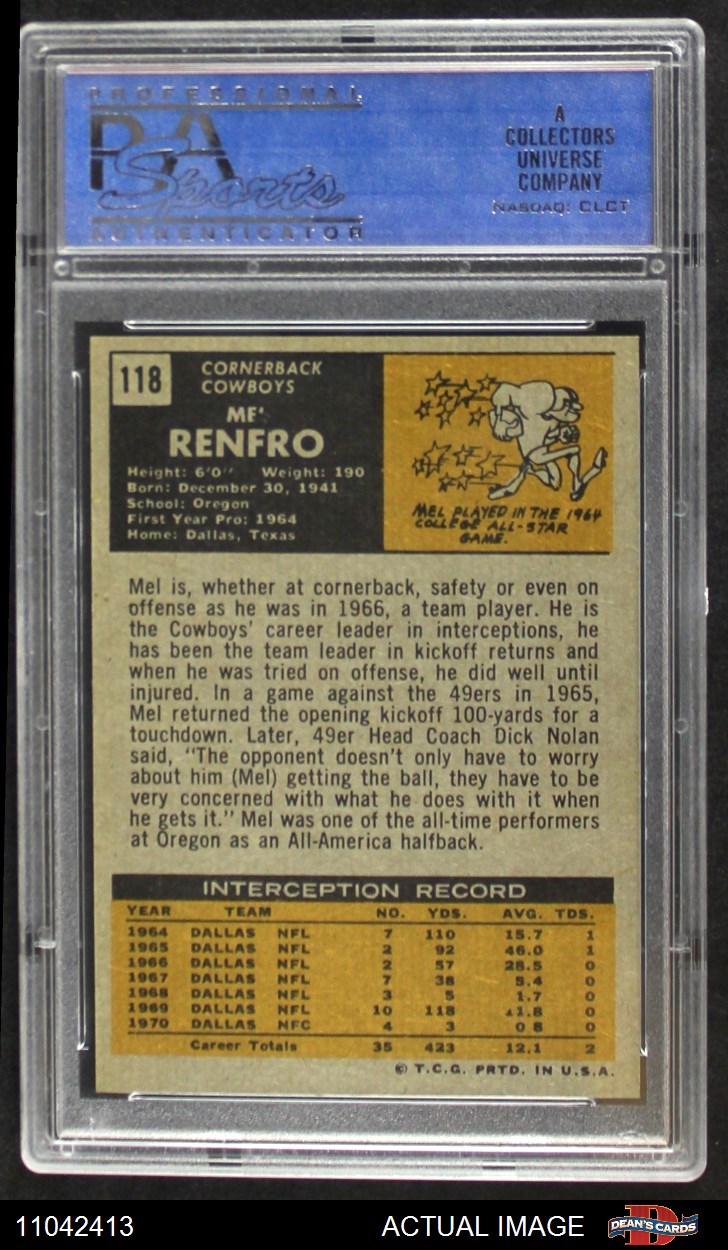 PROFESSIONAL
PSA
Sports
AUTHENTICATOR
A
COLLECTORS
UNIVERSE
COMPANY
NASDAQ: CLCT
118
CORNERBACK
COWBOYS
ME'
RENFRO
Height: 6'0" Weight: 190
Born: December 30, 1941
School: Oregon
First Year Pro: 1964
Home: Dallas, Texas
MEL PLAYED IN THE 1964
COLLEGE ALL-STAR
GAME.
Mel is, whether at cornerback, safety or even on
offense as he was in 1966, a team player. He is
the Cowboys' career leader in interceptions, he
has been the team leader in kickoff returns and
when he was tried on offense, he did well until
injured. In a game against the 49ers in 1965,
Mel returned the opening kickoff 100-yards for a
touchdown. Later, 49er Head Coach Dick Nolan
said, "The opponent doesn't only have to worry
about him (Mel) getting the ball, they have to be
very concerned with what he does with it when
he gets it." Mel was one of the all-time performers
at Oregon as an All-America halfback.
INTERCEPTION RECORD
YEAR TEAM NO. YDS. AVG. TDS.
1964 DALLAS NFL 7 110 15.7 1
1965 DALLAS NFL 2 92 46.0 1
1966 DALLAS NFL 2 57 28.5 0
1967 DALLAS NFL 7 38 5.4 0
1968 DALLAS NFL 3 5 1.7 0
1969 DALLAS NFL 10 118 11.8 0
1970 DALLAS NFC 4 3 0.8 0
Career Totals 35 423 12.1 2
© T.C.G. PRTD. IN U.S.A.
11042413 ACTUAL IMAGE DEAN'S CARDS